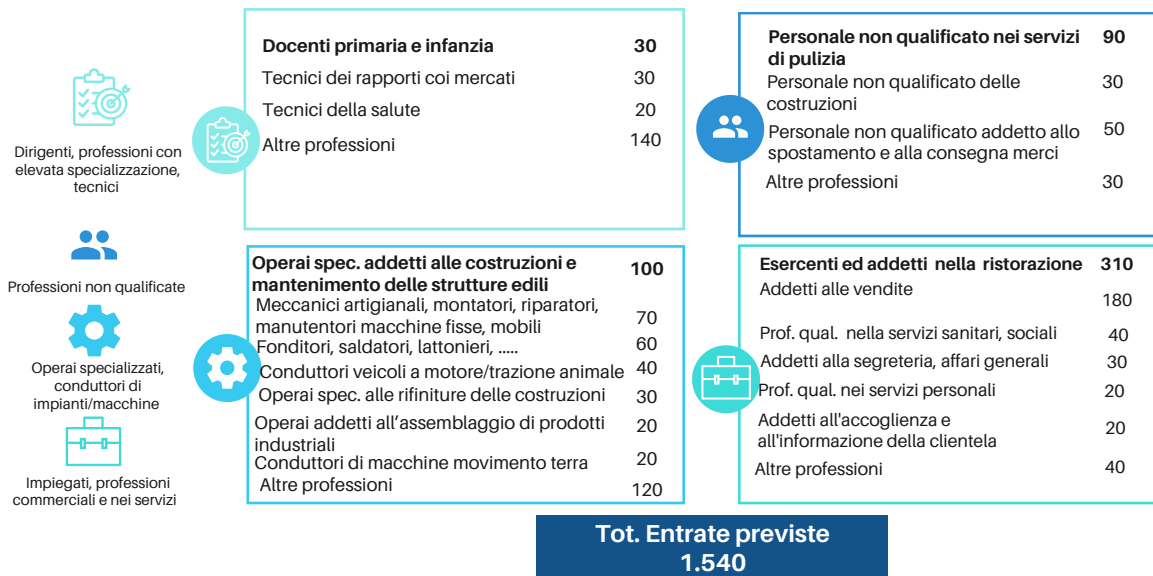 Dirigenti, professioni con
elevata specializzazione,
tecnici
Professioni non qualificate
Operai specializzati,
conduttori di
impianti/macchine
Impiegati, professioni
commerciali e nei servizi
Docenti primaria e infanzia 30
Tecnici dei rapporti coi mercati 30
Tecnici della salute 20
Altre professioni 140
Personale non qualificato nei servizi 90
di pulizia
Personale non qualificato delle 30
costruzioni
Personale non qualificato addetto allo 50
spostamento e alla consegna merci
Altre professioni 30
Operai spec. addetti alle costruzioni e 100
mantenimento delle strutture edili
Meccanici artigianali, montatori, riparatori, 70
manutentori macchine fisse, mobili
Fonditori, saldatori, lattonieri, ..... 60
Conduttori veicoli a motore/trazione animale 40
Operai spec. alle rifiniture delle costruzioni 30
Operai addetti all’assemblaggio di prodotti 20
industriali
Conduttori di macchine movimento terra 20
Altre professioni 120
Esercenti ed addetti nella ristorazione 310
Addetti alle vendite 180
Prof. qual. nella servizi sanitari, sociali 40
Addetti alla segreteria, affari generali 30
Prof. qual. nei servizi personali 20
Addetti all'accoglienza e 20
all'informazione della clientela
Altre professioni 40
Tot. Entrate previste
1.540